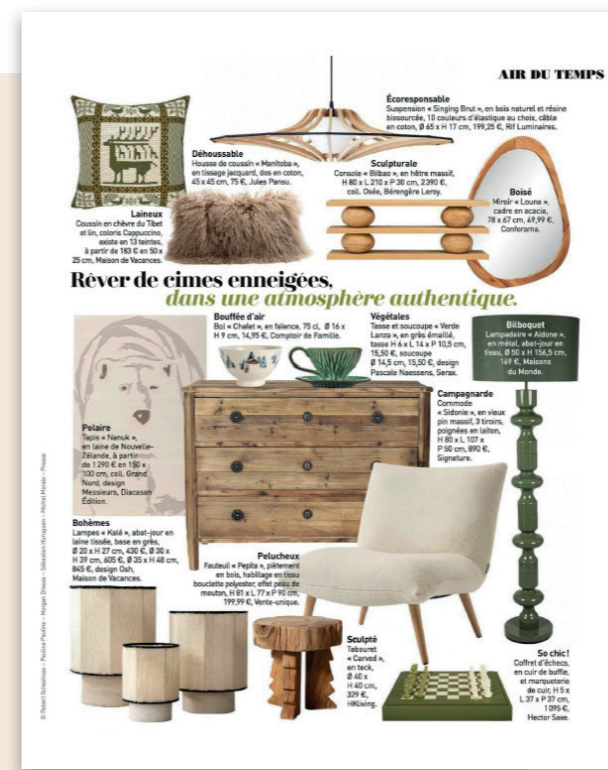 AIR DU TEMPS
Écoresponsable
Suspension « Singing Brut », en bois naturel et résine
biosourcée, 10 couleurs d'élastique au choix, câble
en coton, Ø 65 x H 17 cm, 199,25 €, Rif Luminaires.
Déhoussable
Housse de coussin « Manitoba »,
en tissage jacquard, dos en coton,
45 x 45 cm, 75 €, Jules Pansu.
Sculpturale
Console « Bilbao », en hêtre massif,
H 80 x L 210 x P 30 cm, 2390 €,
coll. Osée, Bérengère Leroy.
Boisé
Miroir « Louna »,
cadre en acacia,
78 x 67 cm, 49,99 €,
Conforama.
Laineux
Coussin en chèvre du Tibet
et lin, coloris Cappuccino,
existe en 13 teintes,
à partir de 183 € en 50 x
25 cm, Maison de Vacances.
Rêver de cimes enneigées,
dans une atmosphère authentique.
Bouffée d'air
Bol « Chalet », en faïence, 75 cl, Ø 16 x
H 9 cm, 14,95 €, Comptoir de Famille.
Végétales
Tasse et soucoupe « Verde
Lanza », en grès émaillé,
tasse H 6 x L 14 x P 10,5 cm,
15,50 €, soucoupe
Ø 14,5 cm, 15,50 €, design
Pascale Naessens, Serax.
Bilboquet
Lampadaire « Aidone »,
en métal, abat-jour en
tissu, Ø 50 x H 156,5 cm,
169 €, Maisons
du Monde.
Campagnarde
Commode
« Sidonie », en vieux
pin massif, 3 tiroirs,
poignées en laiton,
H 80 x L 107 x
P 50 cm, 890 €,
Signature.
Polaire
Tapis « Nanuk »,
en laine de Nouvelle-
Zélande, à partir
de 1290 € en 150 x
100 cm, coll. Grand
Nord, design
Messieurs, Diacasan
Édition.
Bohèmes
Lampes « Kalé », abat-jour en
laine tissée, base en grès,
Ø 20 x H 27 cm, 430 €, Ø 30 x
H 39 cm, 605 €, Ø 35 x H 48 cm,
845 €, design Osh,
Maison de Vacances.
Pelucheux
Fauteuil « Pepita », piètement
en bois, habillage en tissu
bouclette polyester, effet peau de
mouton, H 81 x L 77 x P 90 cm,
199,99 €, Vente-unique.
Sculpté
Tabouret
« Carved »,
en teck,
Ø 40 x
H 40 cm,
329 €,
HKliving.
So chic !
Coffret d'échecs,
en cuir de buffle,
et marqueterie
de cuir, H 5 x
L 37 x P 37 cm,
1095 €,
Hector Saxe.